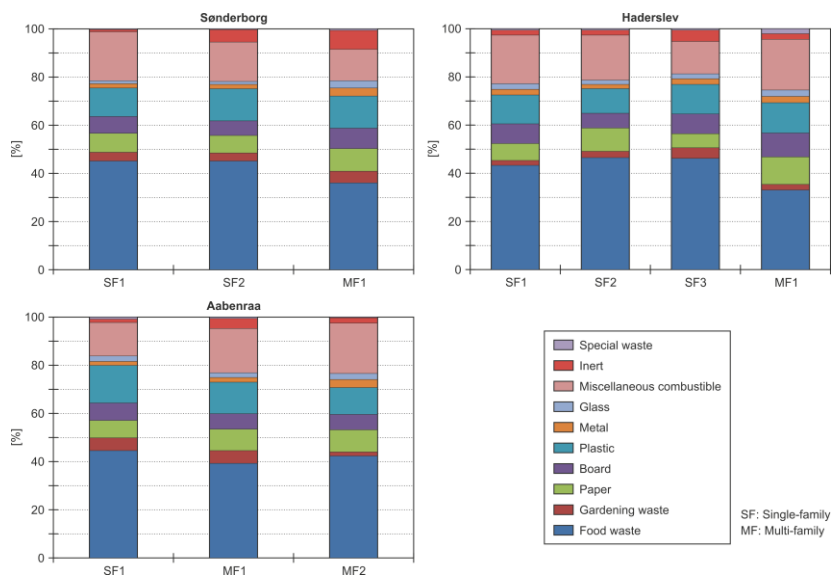 Sønderborg
100
80
60
40
20
0
[%]
SF1 SF2 MF1
Haderslev
100
80
60
40
20
0
[%]
SF1 SF2 SF3 MF1
Aabenraa
100
80
60
40
20
0
[%]
SF1 MF1 MF2
Special waste
Inert
Miscellaneous combustible
Glass
Metal
Plastic
Board
Paper
Gardening waste
Food waste
SF: Single-family
MF: Multi-family